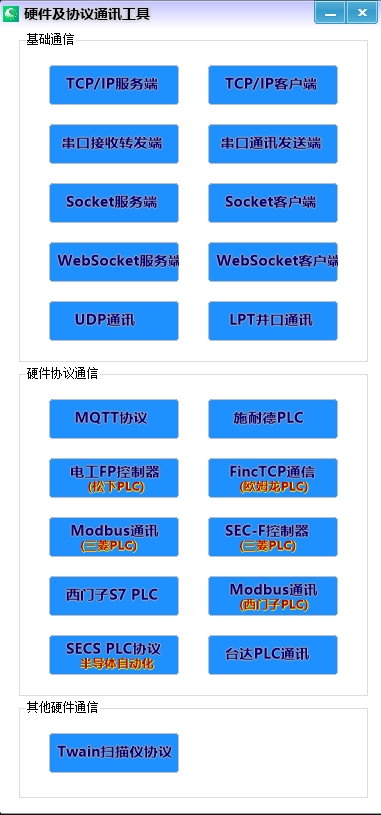 硬件及协议通讯工具
基础通信
TCP/IP服务端
TCP/IP客户端
串口接收转发端
串口通讯发送端
Socket服务端
Socket客户端
WebSocket服务端
WebSocket客户端
UDP通讯
LPT并口通讯
硬件协议通信
MQTT协议
施耐德PLC
电工FP控制器
(松下PLC)
FincTCP通信
(欧姆龙PLC)
Modbus通讯
(三菱PLC)
SEC-F控制器
(三菱PLC)
西门子S7 PLC
Modbus通讯
(西门子PLC)
SECS PLC协议
半导体自动化
台达PLC通讯
其他硬件通信
Twain扫描仪协议